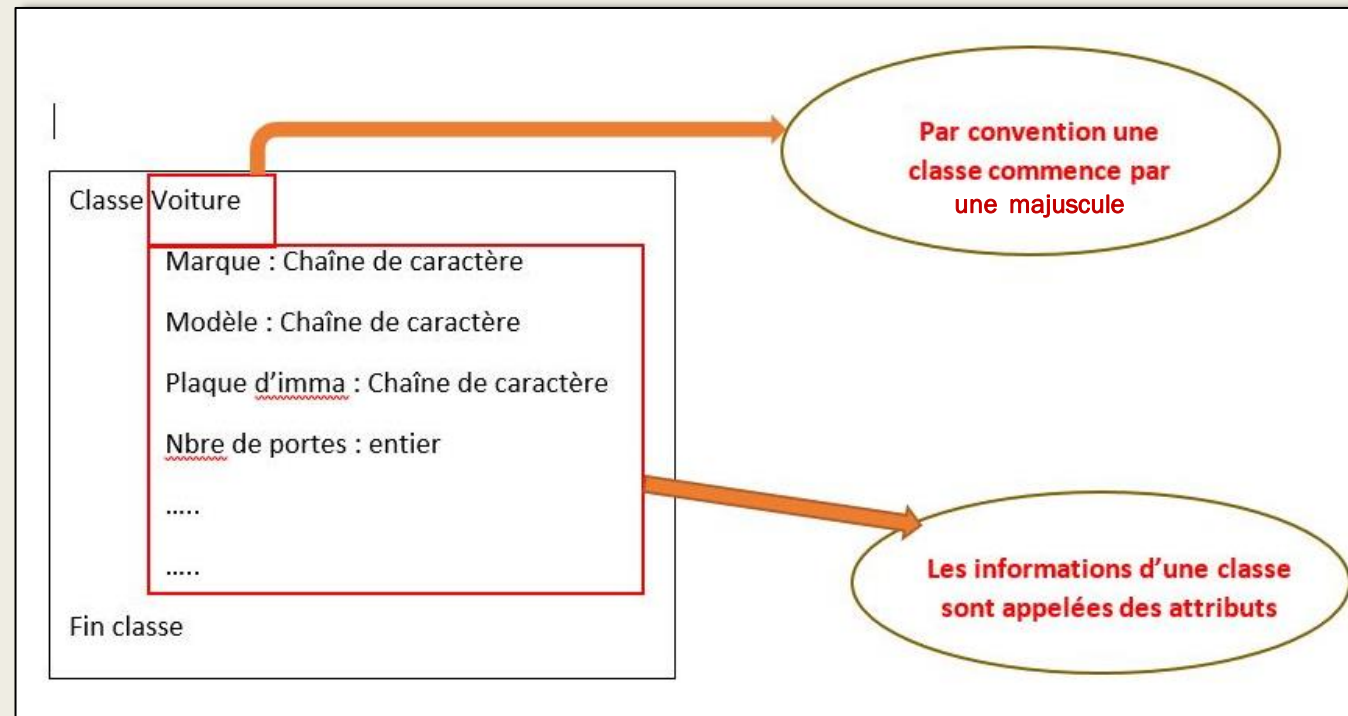 Par convention une
classe commence par
une majuscule
Classe Voiture
Marque : Chaîne de caractère
Modèle : Chaîne de caractère
Plaque d’imma : Chaîne de caractère
Nbre de portes : entier
.....
.....
Fin classe
Les informations d’une classe
sont appelées des attributs